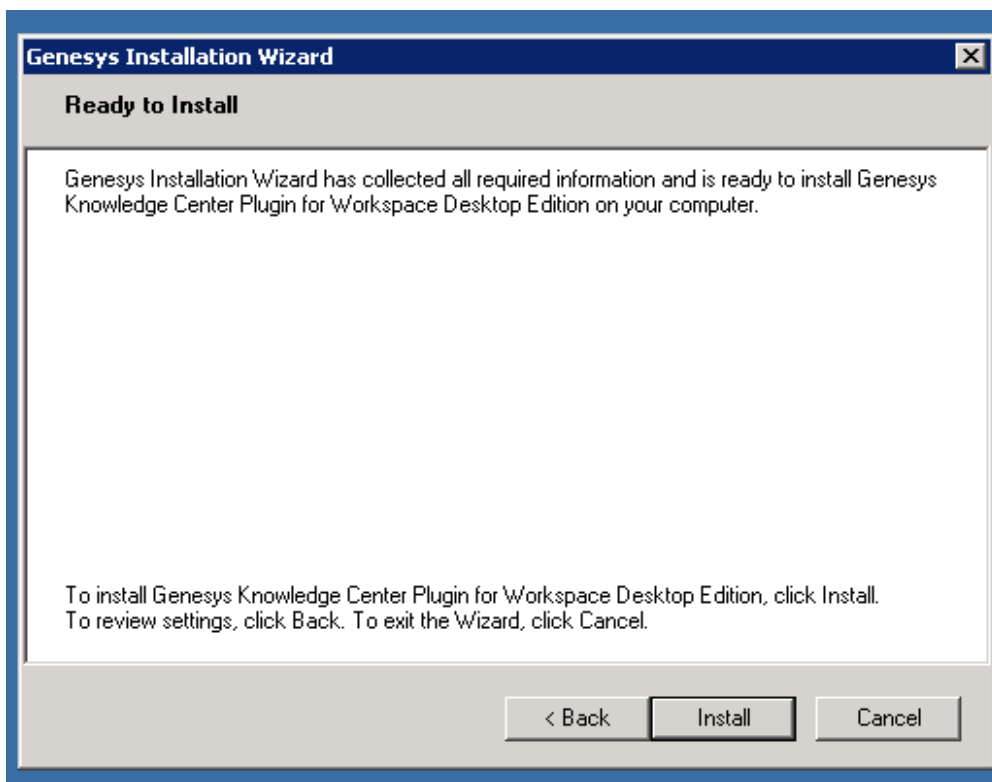 Genesys Installation Wizard
Ready to Install
Genesys Installation Wizard has collected all required information and is ready to install Genesys
Knowledge Center Plugin for Workspace Desktop Edition on your computer.
To install Genesys Knowledge Center Plugin for Workspace Desktop Edition, click Install.
To review settings, click Back. To exit the Wizard, click Cancel.
< Back Install Cancel